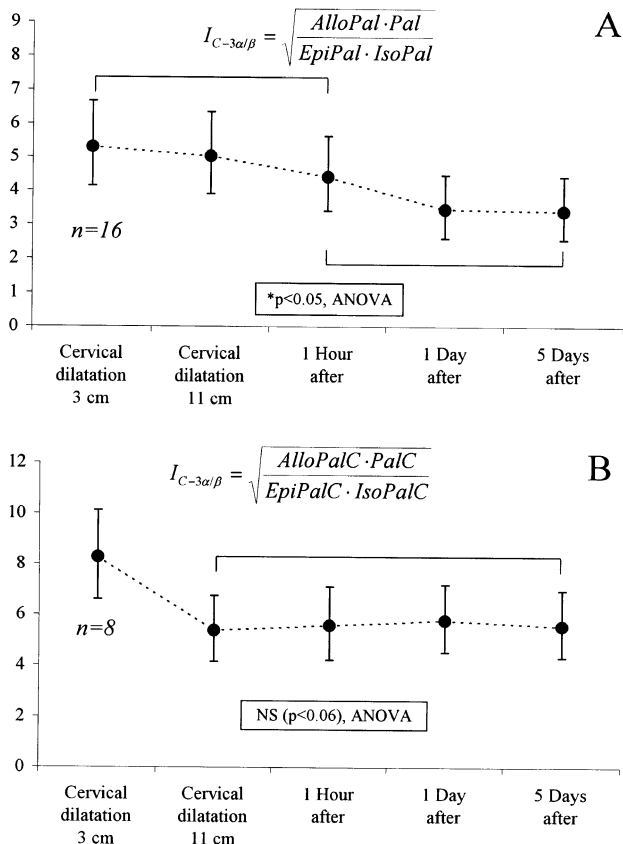 9
8
7
6
5
4
3
2
1
0
I_{C-3α/β} = √(AlloPal·Pal / EpiPal·IsoPal)
A
n=16
*p<0.05, ANOVA
Cervical dilatation 3 cm
Cervical dilatation 11 cm
1 Hour after
1 Day after
5 Days after
12
10
8
6
4
2
0
I_{C-3α/β} = √(AlloPalC·PalC / EpiPalC·IsoPalC)
B
n=8
NS (p<0.06), ANOVA
Cervical dilatation 3 cm
Cervical dilatation 11 cm
1 Hour after
1 Day after
5 Days after